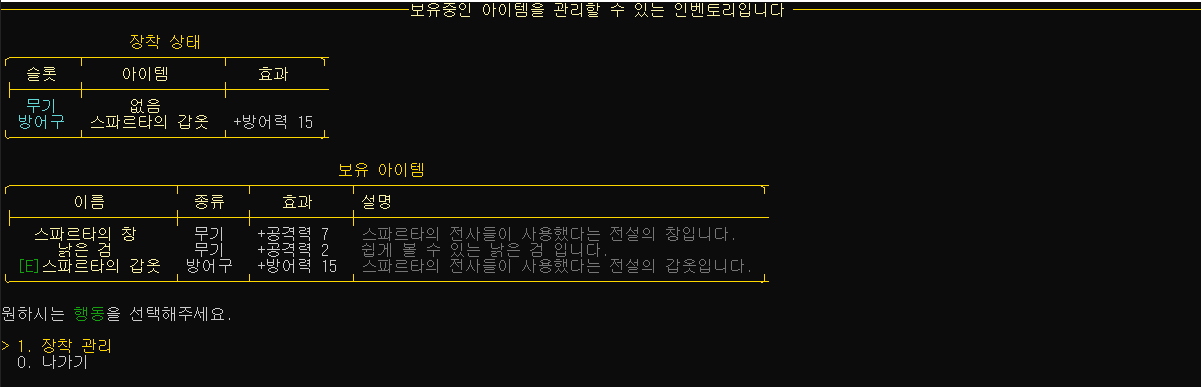 보유중인 아이템을 관리할 수 있는 인벤토리입니다
장착 상태
슬롯 아이템 효과
무기 없음
방어구 스파르타의 갑옷 +방어력 15
보유 아이템
이름 종류 효과 설명
스파르타의 창 무기 +공격력 7 스파르타의 전사들이 사용했다는 전설의 창입니다.
낡은 검 무기 +공격력 2 쉽게 볼 수 있는 낡은 검 입니다.
[E]스파르타의 갑옷 방어구 +방어력 15 스파르타의 전사들이 사용했다는 전설의 갑옷입니다.
원하시는 행동을 선택해주세요.
> 1. 장착 관리
0. 나가기